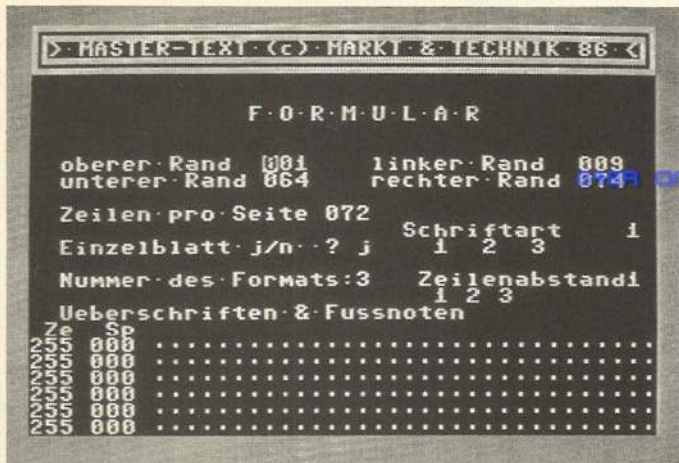 > · MASTER-TEXT · (c) · MARKT · & · TECHNIK · 86 · <
F·O·R·M·U·L·A·R
oberer·Rand 001 linker·Rand 009
unterer·Rand 064 rechter·Rand
Zeilen·pro·Seite 072
Schriftart 1
Einzelblatt·j/n··? j 1 2 3
Nummer·des·Formats:3 Zeilenabstand1
1 2 3
Ueberschriften·&·Fussnoten
Ze Sp
255 000 ..................................
255 000 ..................................
255 000 ..................................
255 000 ..................................
255 000 ..................................
255 000 ..................................